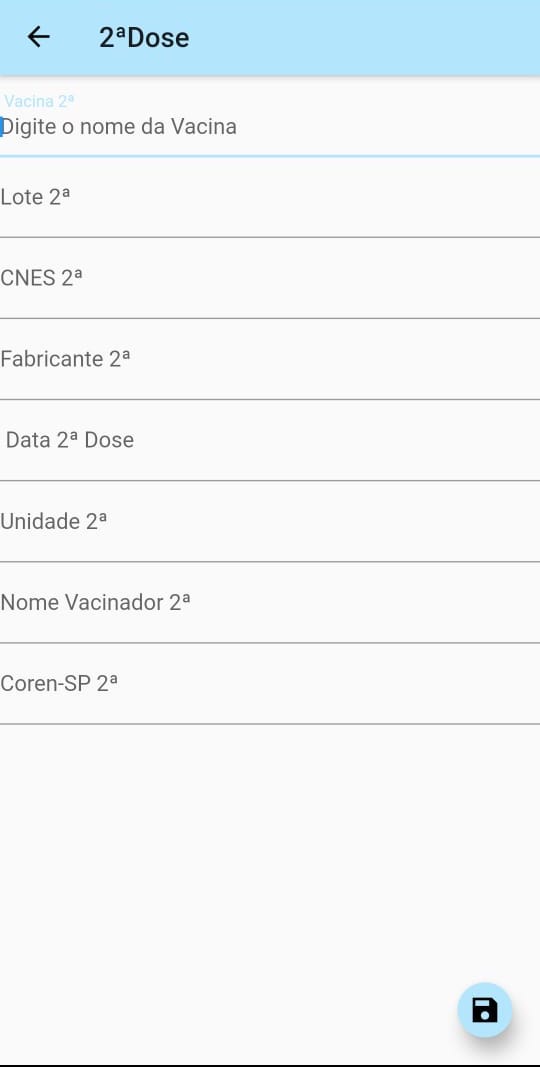 2ªDose
Vacina 2ª
Digite o nome da Vacina
Lote 2ª
CNES 2ª
Fabricante 2ª
Data 2ª Dose
Unidade 2ª
Nome Vacinador 2ª
Coren-SP 2ª